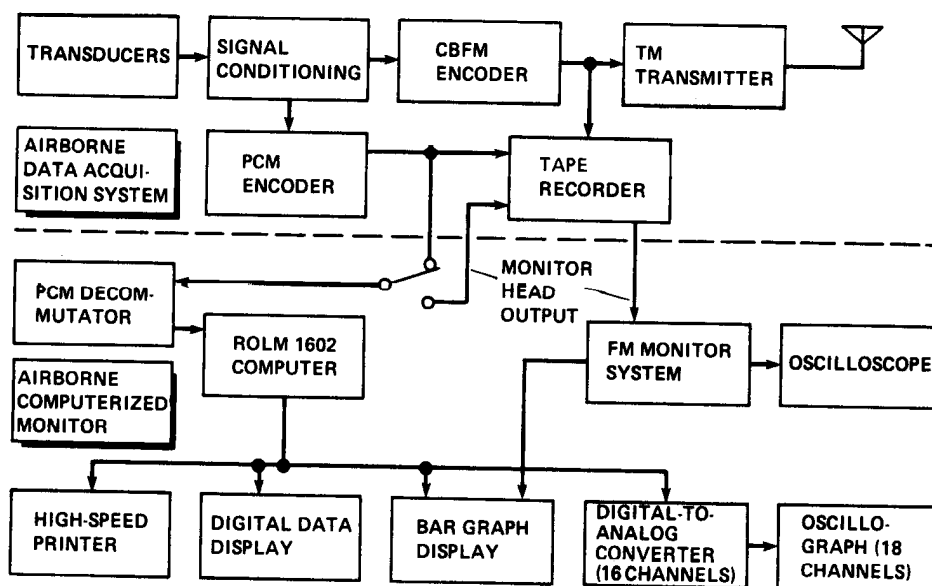 TRANSDUCERS
SIGNAL
CONDITIONING
CBFM
ENCODER
TM
TRANSMITTER
AIRBORNE
DATA ACQUI-
SITION SYSTEM
PCM
ENCODER
TAPE
RECORDER
MONITOR
HEAD
OUTPUT
PCM DECOM-
MUTATOR
ROLM 1602
COMPUTER
FM MONITOR
SYSTEM
OSCILLOSCOPE
AIRBORNE
COMPUTERIZED
MONITOR
HIGH-SPEED
PRINTER
DIGITAL DATA
DISPLAY
BAR GRAPH
DISPLAY
DIGITAL-TO-
ANALOG
CONVERTER
(16 CHANNELS)
OSCILLO-
GRAPH (18
CHANNELS)